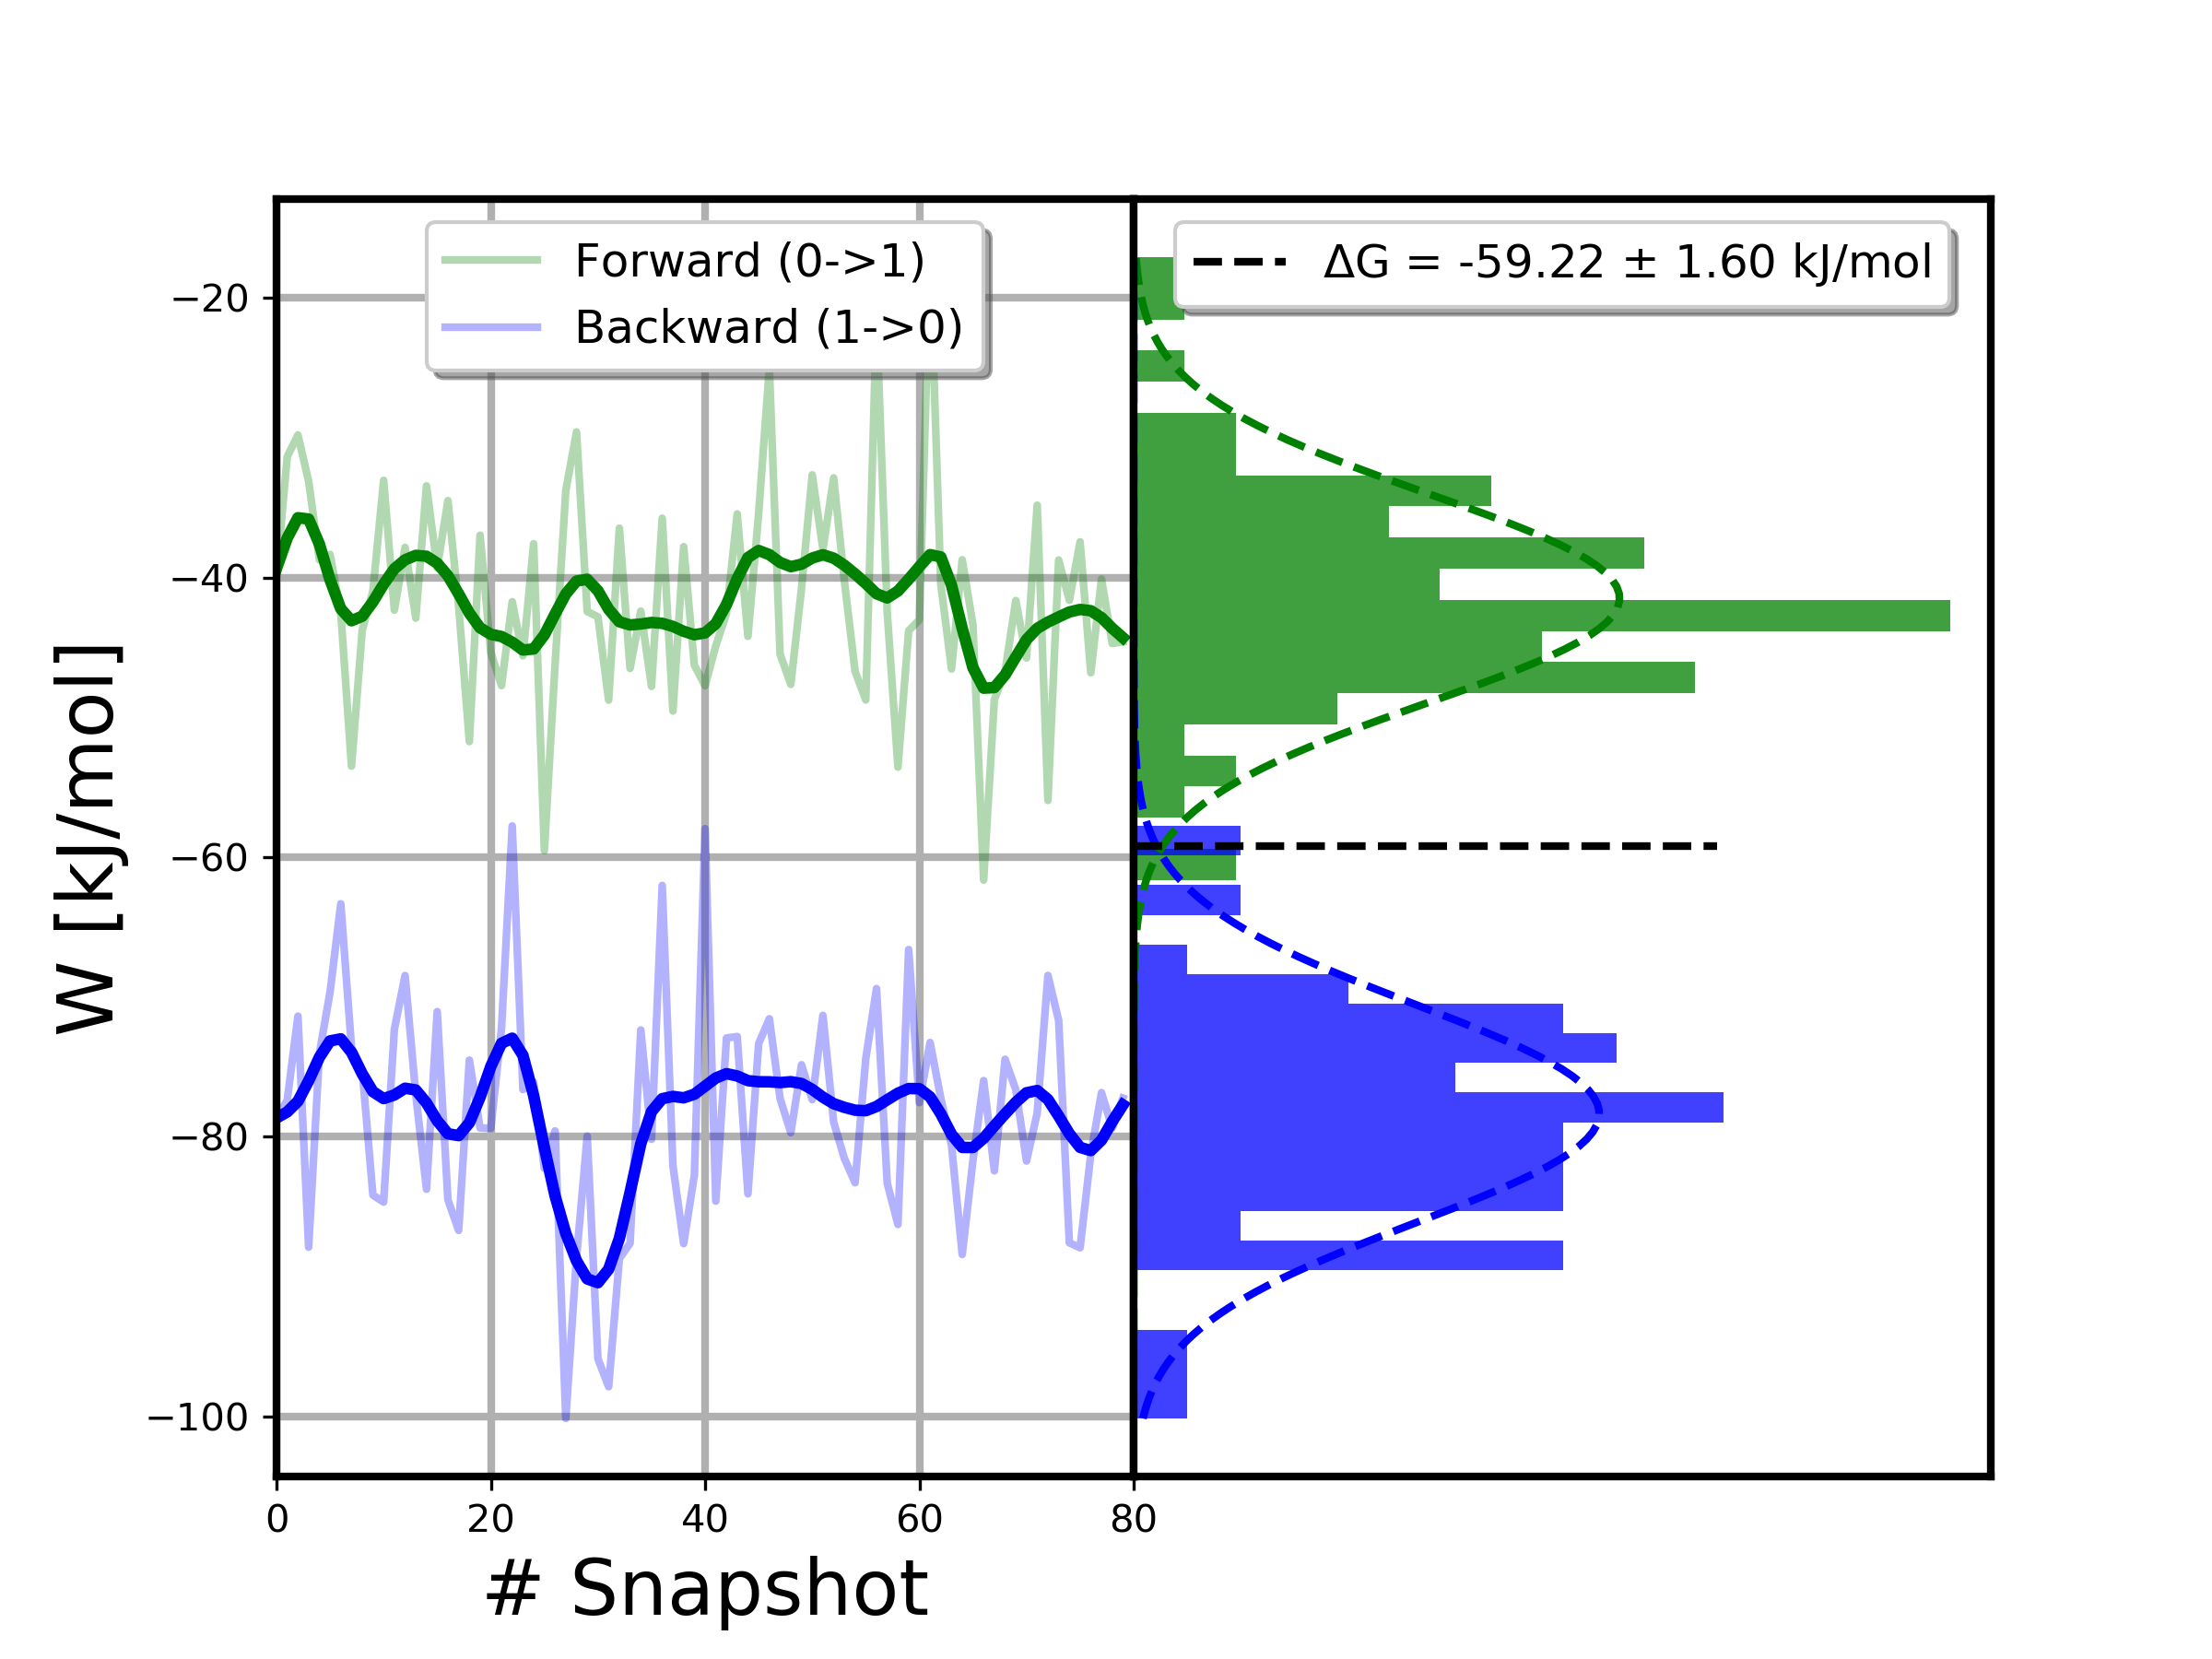 Forward (0->1)
Backward (1->0)
ΔG = -59.22 ± 1.60 kJ/mol
−20
−40
−60
−80
−100
W [kJ/mol]
0 20 40 60 80
# Snapshot